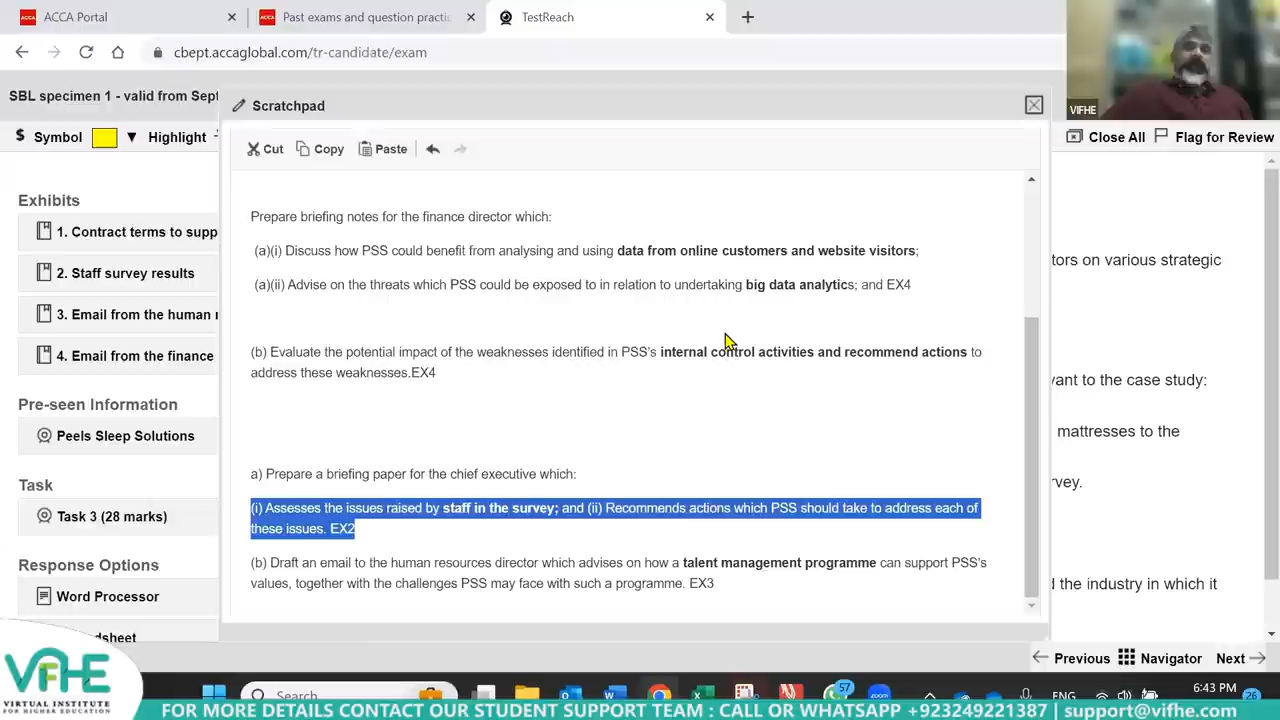 ACCA Portal
Past exams and question practic
TestReach
cbept.accaglobal.com/tr-candidate/exam
SBL specimen 1 - valid from Sept
Scratchpad
VIFHE
Symbol
Highlight
Cut
Copy
Paste
Close All
Flag for Review
Exhibits
1. Contract terms to supp
2. Staff survey results
3. Email from the human r
4. Email from the finance
Pre-seen Information
Peels Sleep Solutions
Task
Task 3 (28 marks)
Response Options
Word Processor
dsheet
Prepare briefing notes for the finance director which:
(a)(i) Discuss how PSS could benefit from analysing and using data from online customers and website visitors;
(a)(ii) Advise on the threats which PSS could be exposed to in relation to undertaking big data analytics; and EX4
(b) Evaluate the potential impact of the weaknesses identified in PSS's internal control activities and recommend actions to
address these weaknesses.EX4
a) Prepare a briefing paper for the chief executive which:
(i) Assesses the issues raised by staff in the survey; and (ii) Recommends actions which PSS should take to address each of
these issues. EX2
(b) Draft an email to the human resources director which advises on how a talent management programme can support PSS's
values, together with the challenges PSS may face with such a programme. EX3
tors on various strategic
vant to the case study:
mattresses to the
vey.
d the industry in which it
Previous
Navigator
Next
Search
57
ENG
6:43 PM
26
VFHE
VIRTUAL INSTITUTE
FOR HIGHER EDUCATION
FOR MORE DETAILS CONTACT OUR STUDENT SUPPORT TEAM : CALL OR WHATSAPP +923249221387 | support@vifhe.com